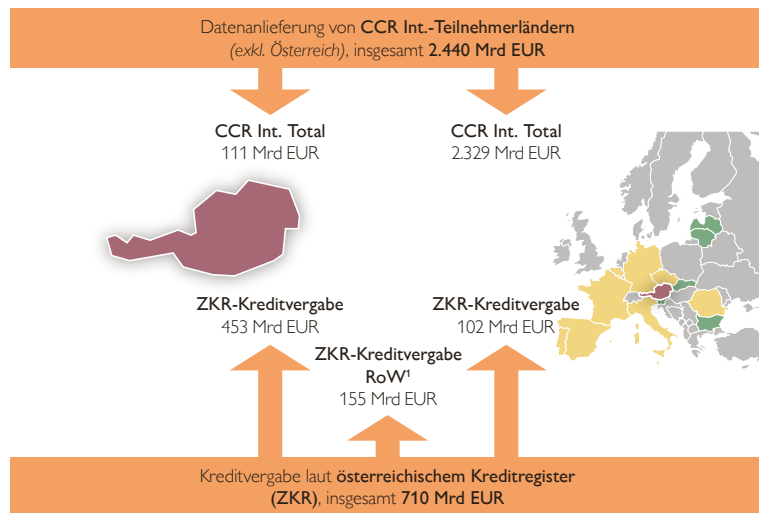 Datenanlieferung von CCR Int.-Teilnehmerländern
(exkl. Österreich), insgesamt 2.440 Mrd EUR
CCR Int. Total
111 Mrd EUR
CCR Int. Total
2.329 Mrd EUR
ZKR-Kreditvergabe
453 Mrd EUR
ZKR-Kreditvergabe
102 Mrd EUR
ZKR-Kreditvergabe
RoW¹
155 Mrd EUR
Kreditvergabe laut österreichischem Kreditregister
(ZKR), insgesamt 710 Mrd EUR